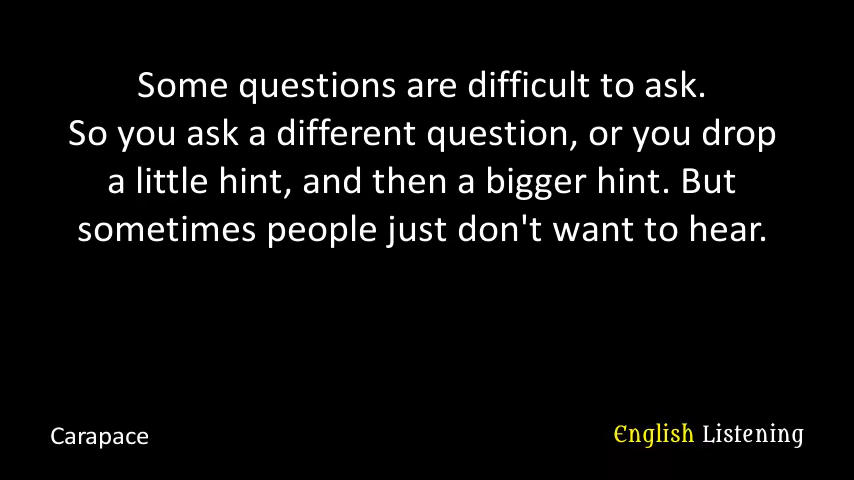 Some questions are difficult to ask.
So you ask a different question, or you drop
a little hint, and then a bigger hint. But
sometimes people just don't want to hear.
Carapace
English Listening